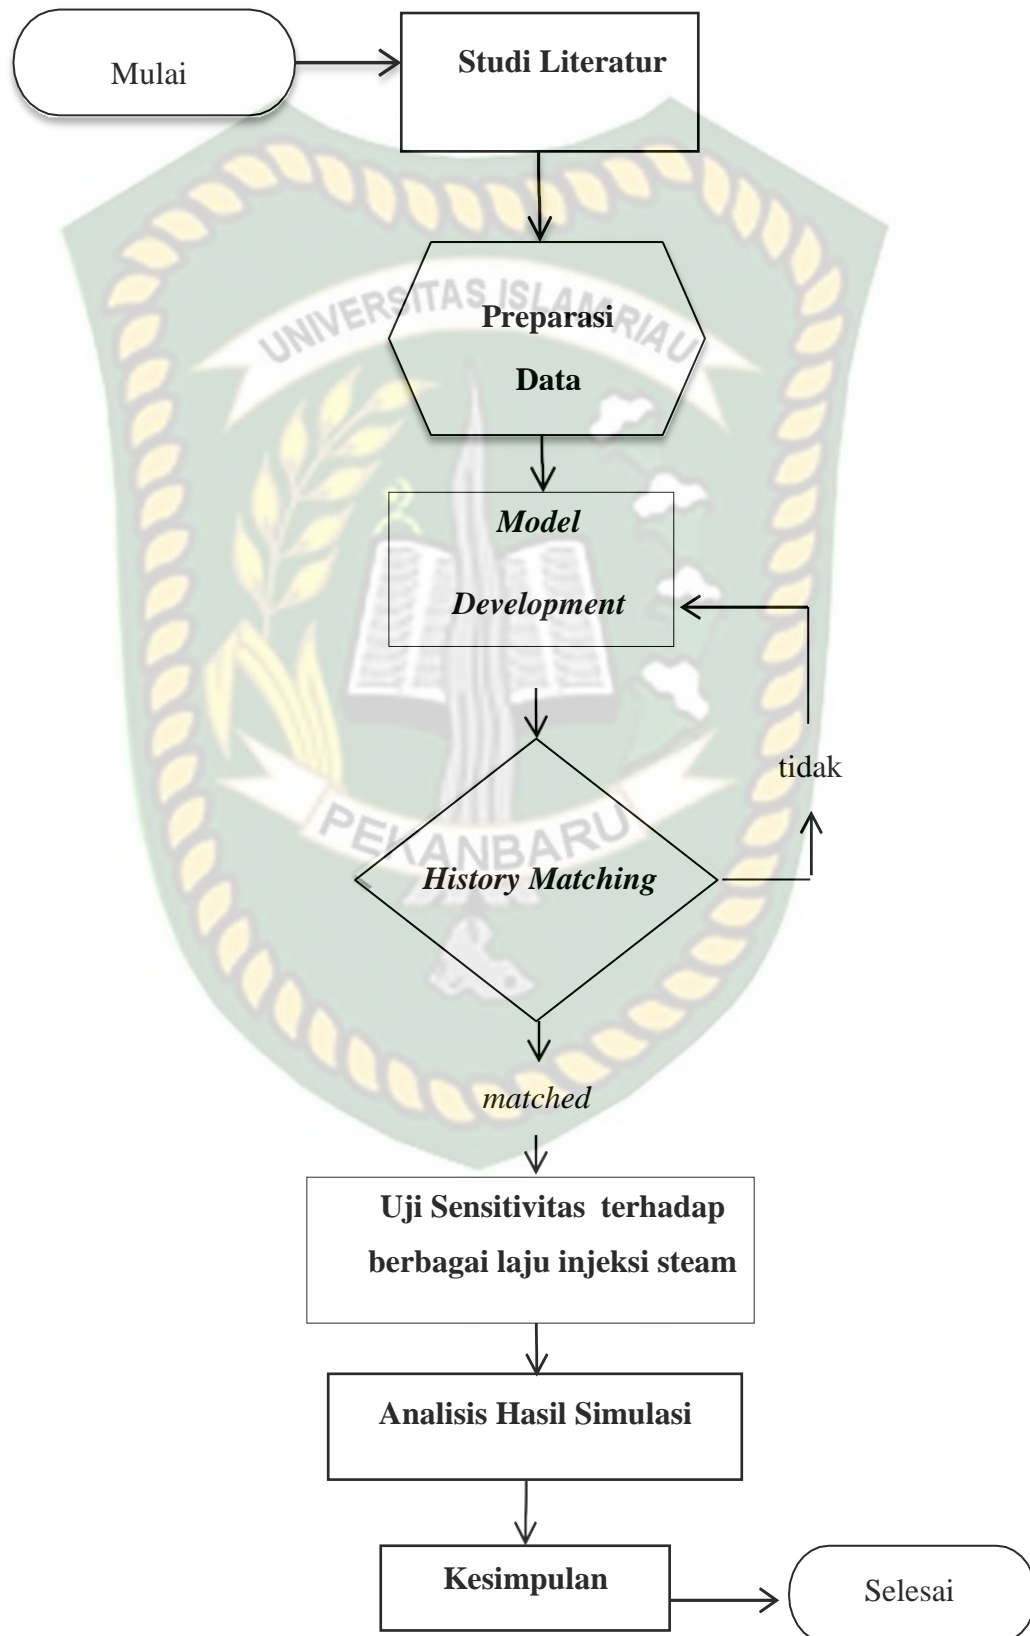 Mulai
Studi Literatur
UNIVERSITAS ISLAM RIAU
Preparasi
Data
Model
Development
tidak
PEKANBARU
History Matching
matched
Uji Sensitivitas terhadap
berbagai laju injeksi steam
Analisis Hasil Simulasi
Kesimpulan
Selesai